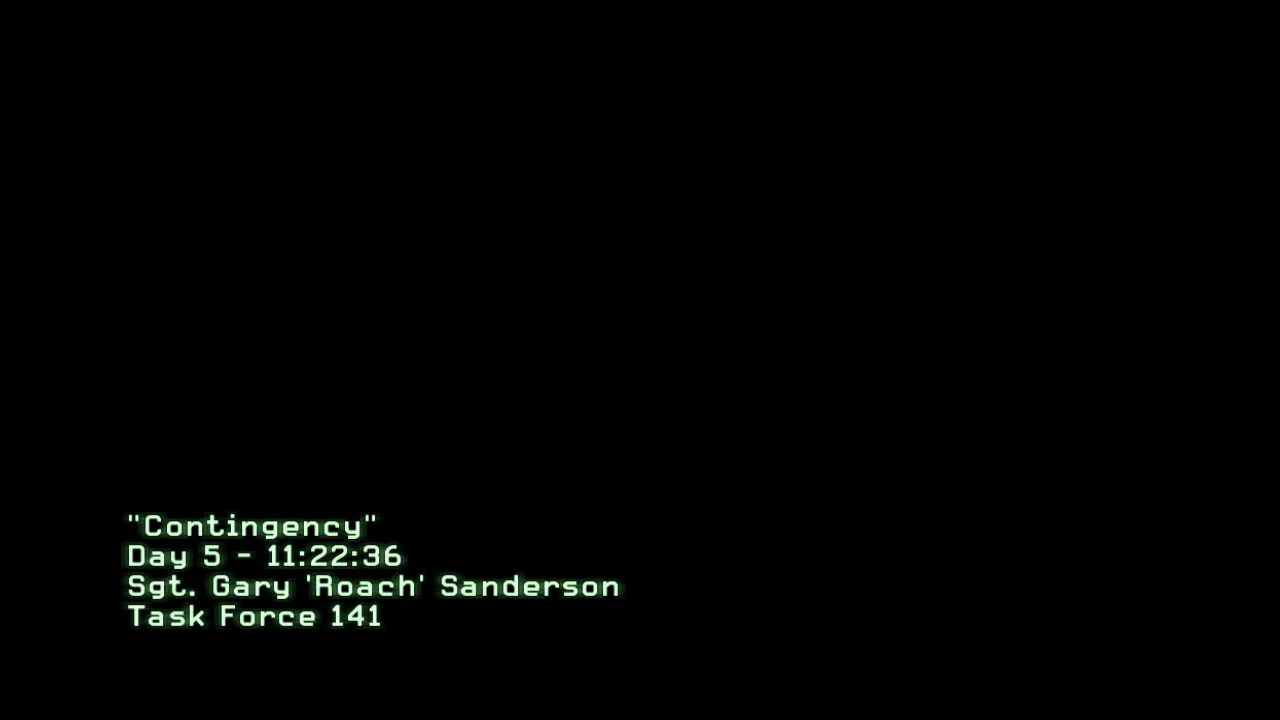 "Contingency"
Day 5 - 11:22:36
Sgt. Gary 'Roach' Sanderson
Task Force 141